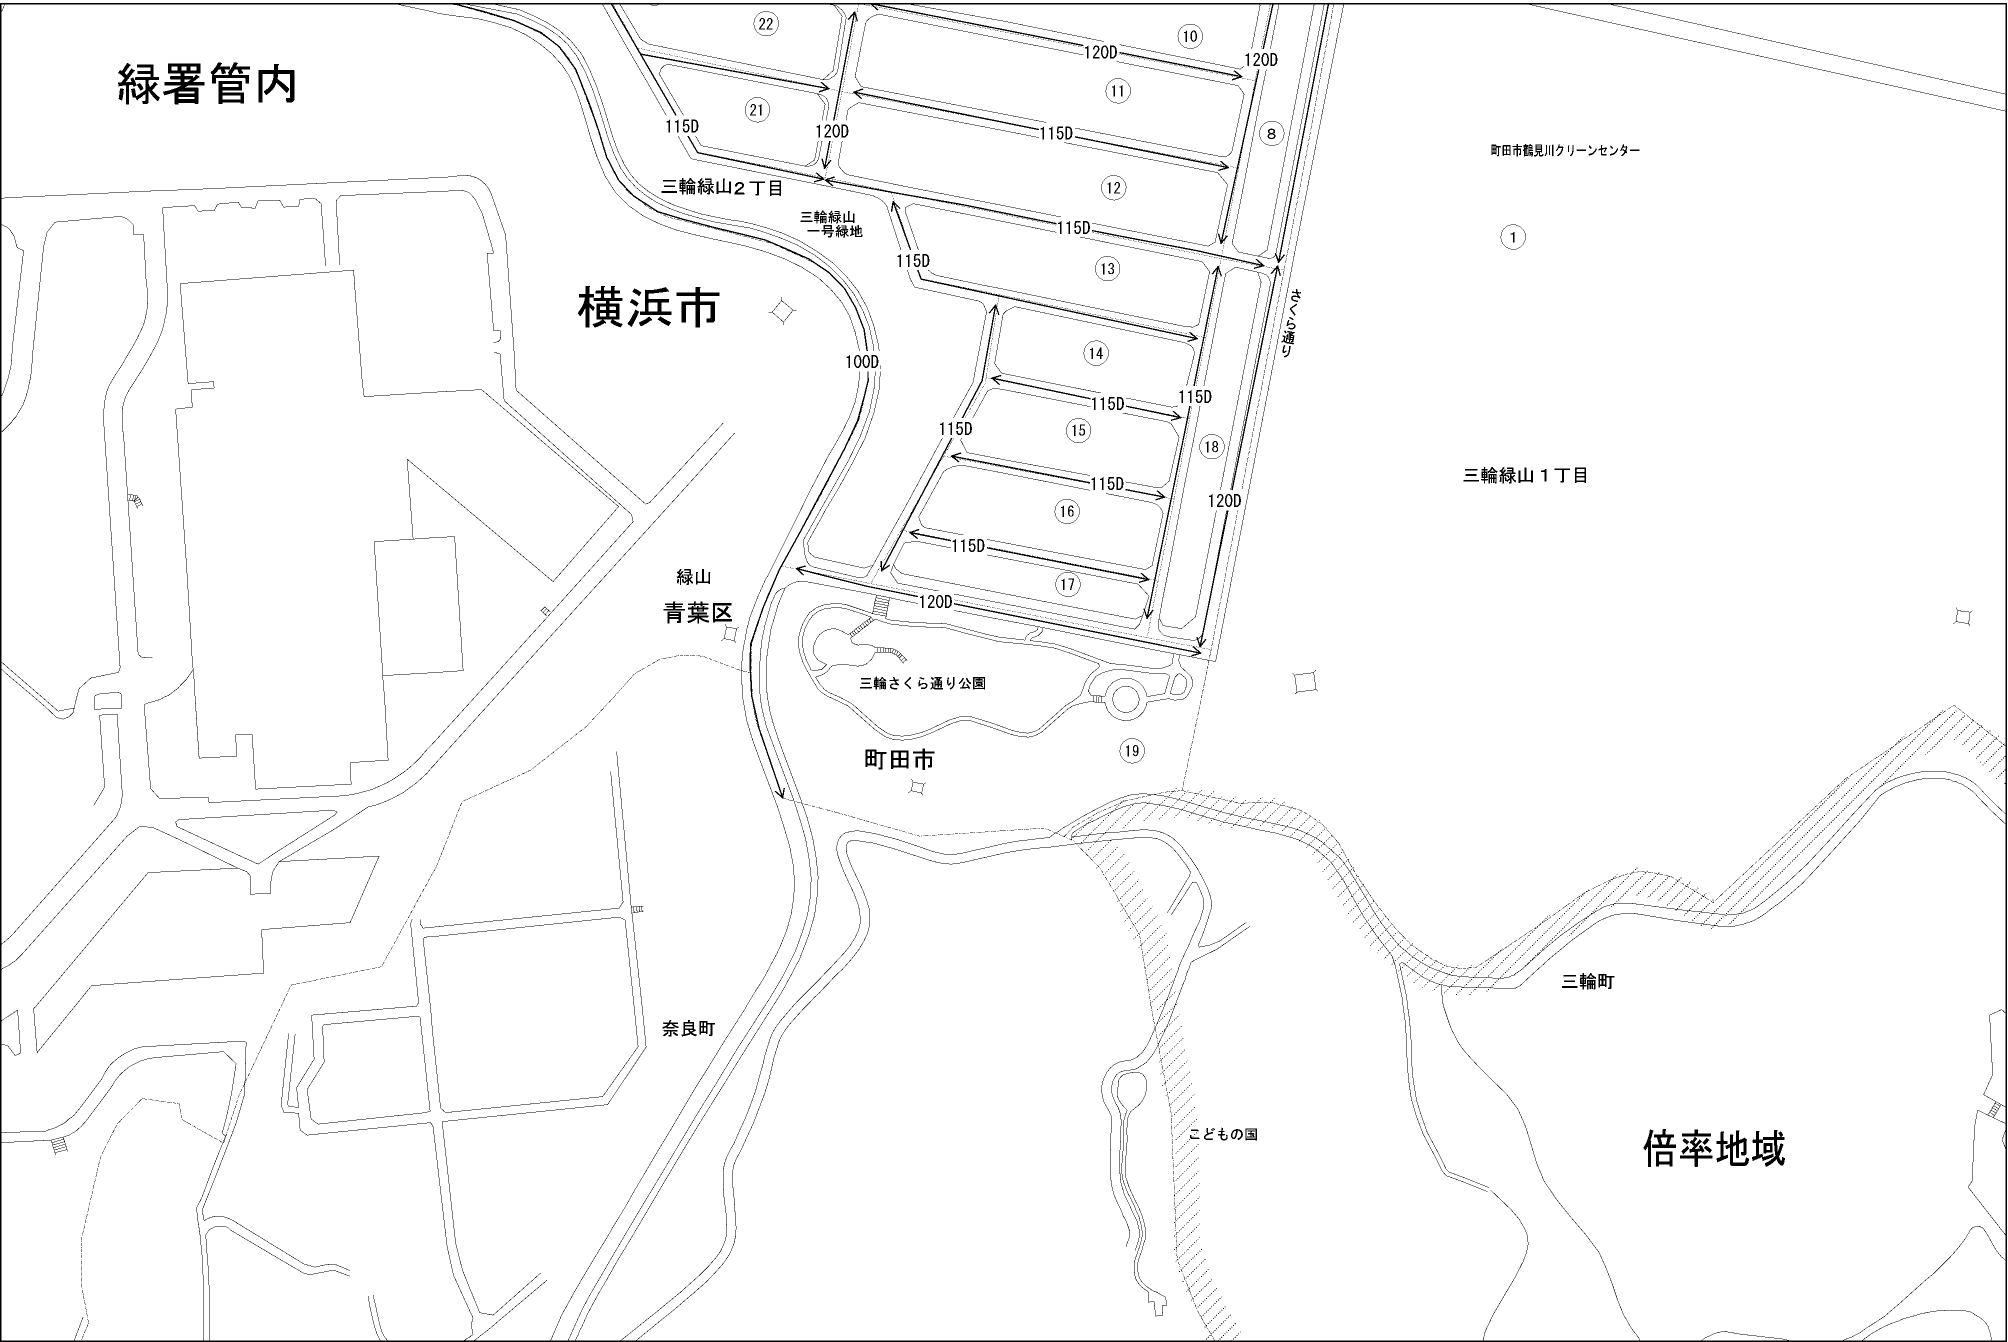 22
10
120D
120D
緑署管内
11
21
115D
120D
115D
8
町田市鶴見川クリーンセンター
三輪緑山2丁目
12
三輪緑山
一号緑地
115D
1
115D
13
横浜市
さくら通り
14
100D
115D
115D
115D
15
18
三輪緑山1丁目
115D
120D
16
115D
緑山
17
青葉区
120D
三輪さくら通り公園
19
町田市
三輪町
奈良町
こどもの国
倍率地域